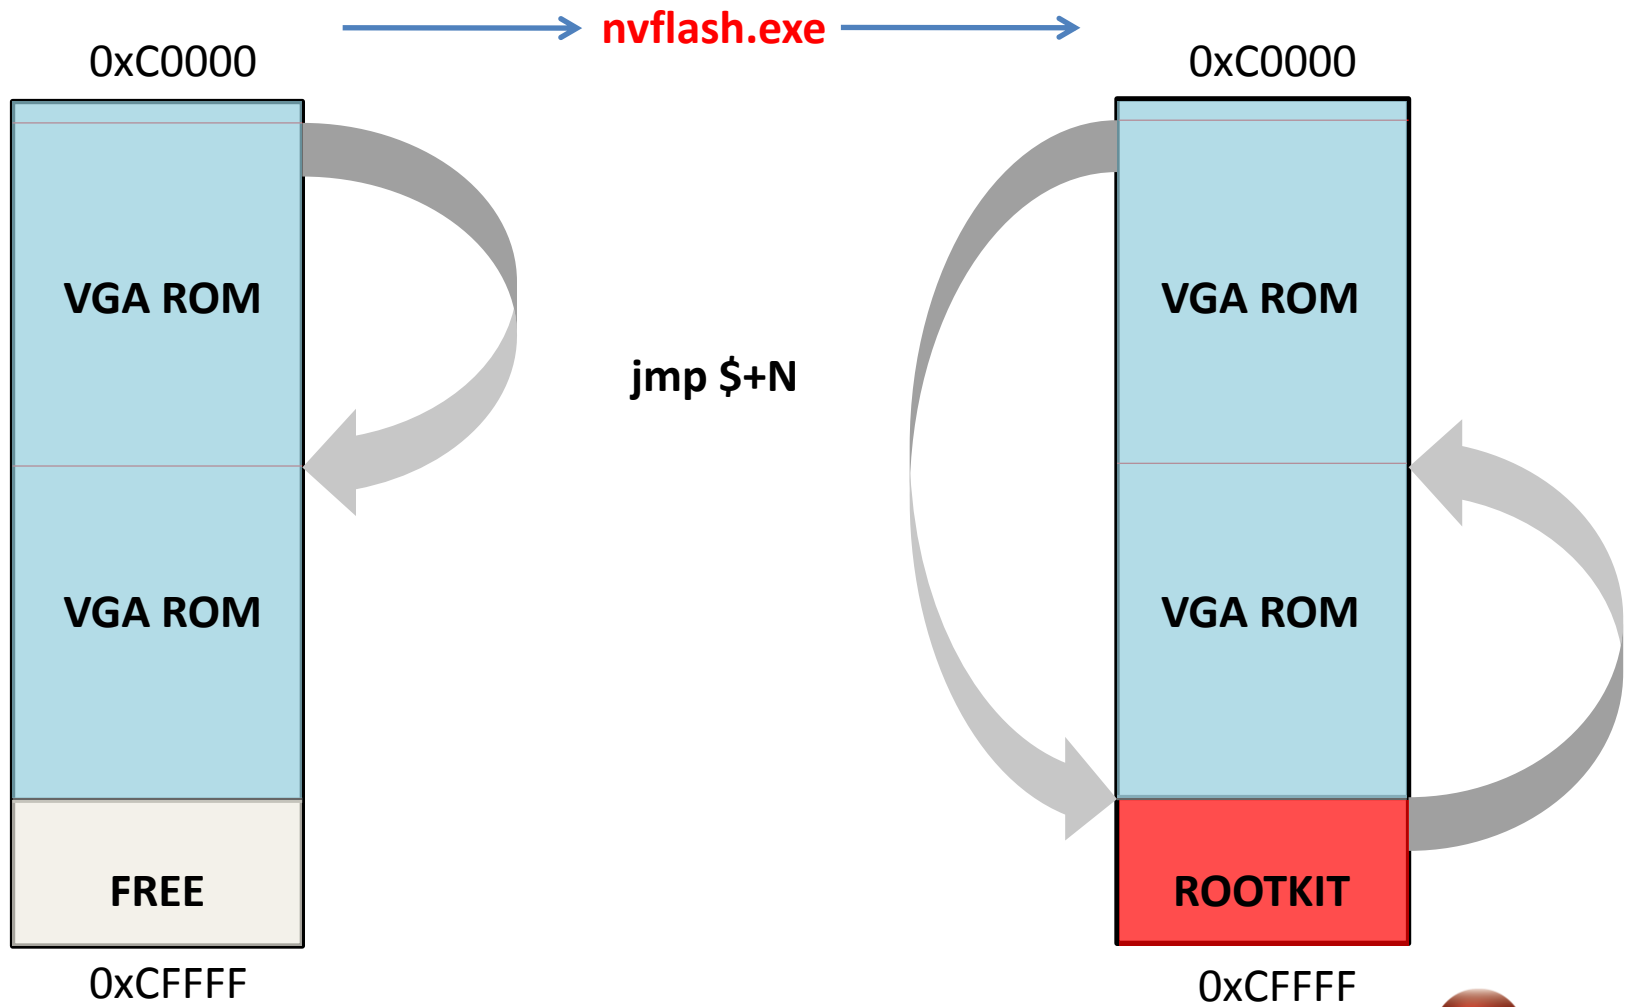 nvflash.exe
0xC0000
0xC0000
VGA ROM
VGA ROM
jmp $+N
VGA ROM
VGA ROM
FREE
ROOTKIT
0xCFFFF
0xCFFFF